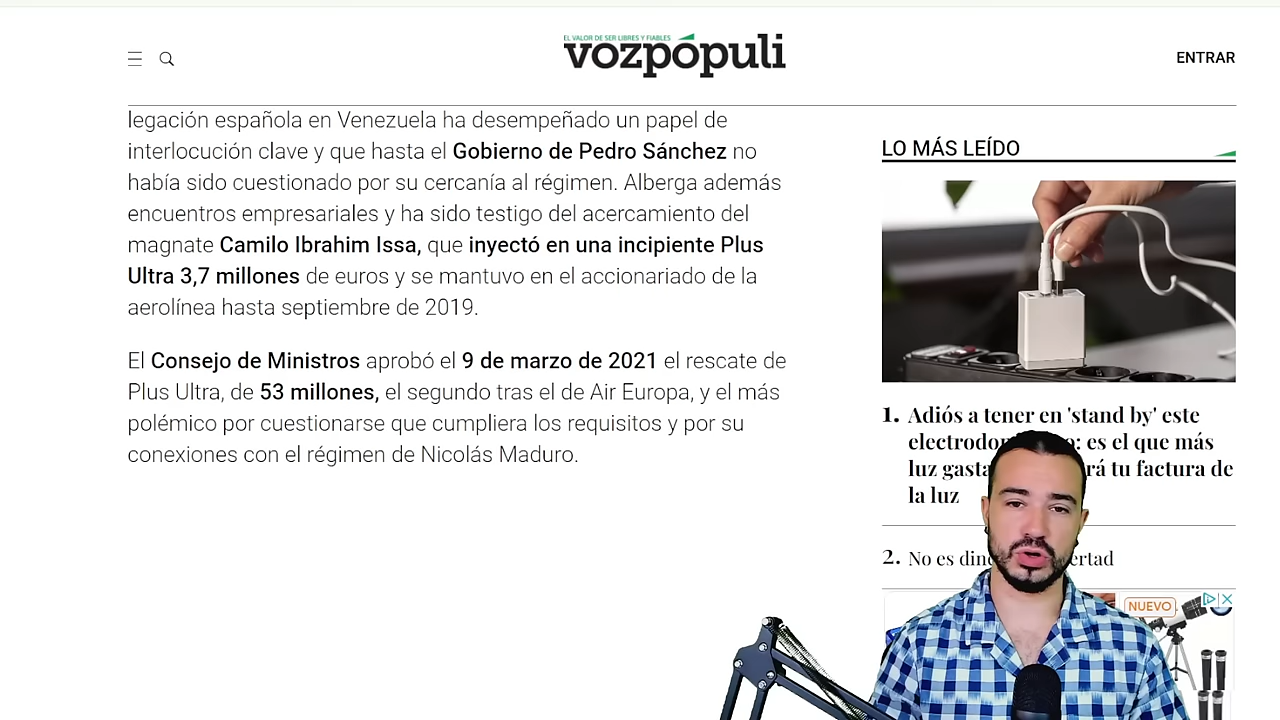 EL VALOR DE SER LIBRES Y FIABLES
vozpópuli
ENTRAR
legación española en Venezuela ha desempeñado un papel de
interlocución clave y que hasta el Gobierno de Pedro Sánchez no
había sido cuestionado por su cercanía al régimen. Alberga además
encuentros empresariales y ha sido testigo del acercamiento del
magnate Camilo Ibrahim Issa, que inyectó en una incipiente Plus
Ultra 3,7 millones de euros y se mantuvo en el accionariado de la
aerolínea hasta septiembre de 2019.
El Consejo de Ministros aprobó el 9 de marzo de 2021 el rescate de
Plus Ultra, de 53 millones, el segundo tras el de Air Europa, y el más
polémico por cuestionarse que cumpliera los requisitos y por su
conexiones con el régimen de Nicolás Maduro.
LO MÁS LEÍDO
1. Adiós a tener en 'stand by' este
es el que más
luz tu factura de
la luz
2. No es
NUEVO